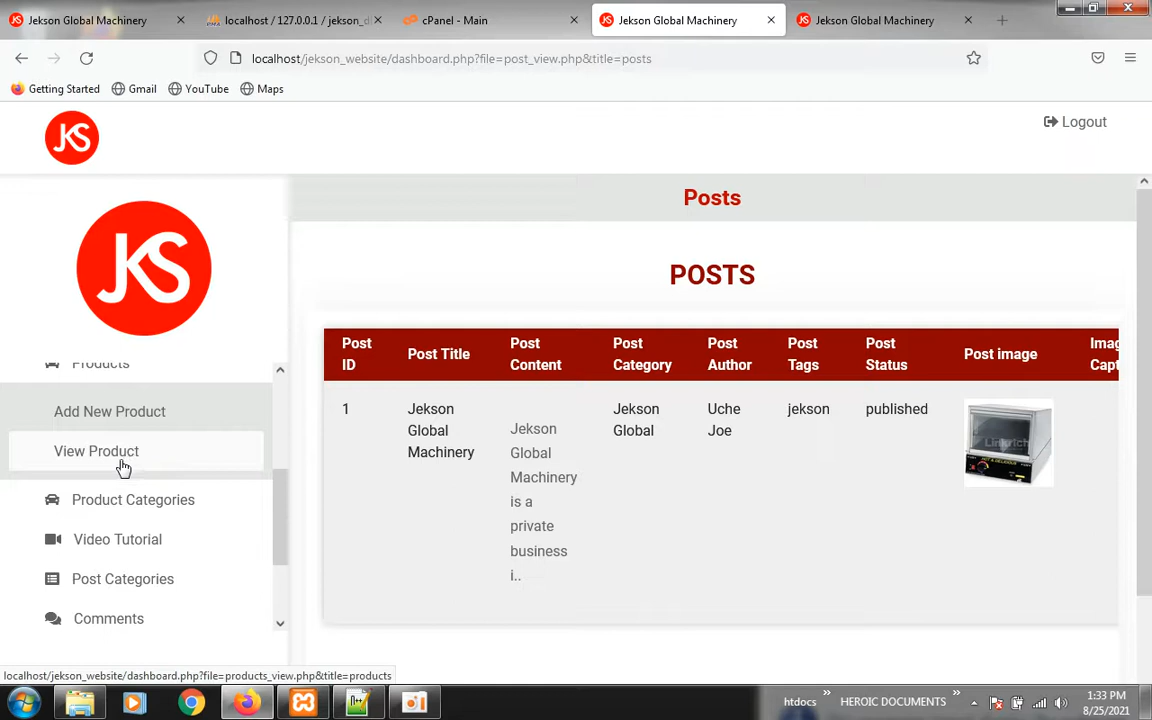 Jekson Global Machinery
localhost / 127.0.0.1 / jekson_d
cPanel - Main
Jekson Global Machinery
Jekson Global Machinery
localhost/jekson_website/dashboard.php?file=post_view.php&title=posts
Getting Started
Gmail
YouTube
Maps
JKS
Logout
JKS
Products
Add New Product
View Product
Product Categories
Video Tutorial
Post Categories
Comments
Posts
POSTS
Post ID
Post Title
Post Content
Post Category
Post Author
Post Tags
Post Status
Post image
Imag
Capt
1
Jekson
Global
Machinery
Jekson
Global
Machinery
is a
private
business
i..
Jekson
Global
Uche
Joe
jekson
published
Linkrich
localhost/jekson_website/dashboard.php?file=products_view.php&title=products
htdocs
HEROIC DOCUMENTS
1:33 PM
8/25/2021